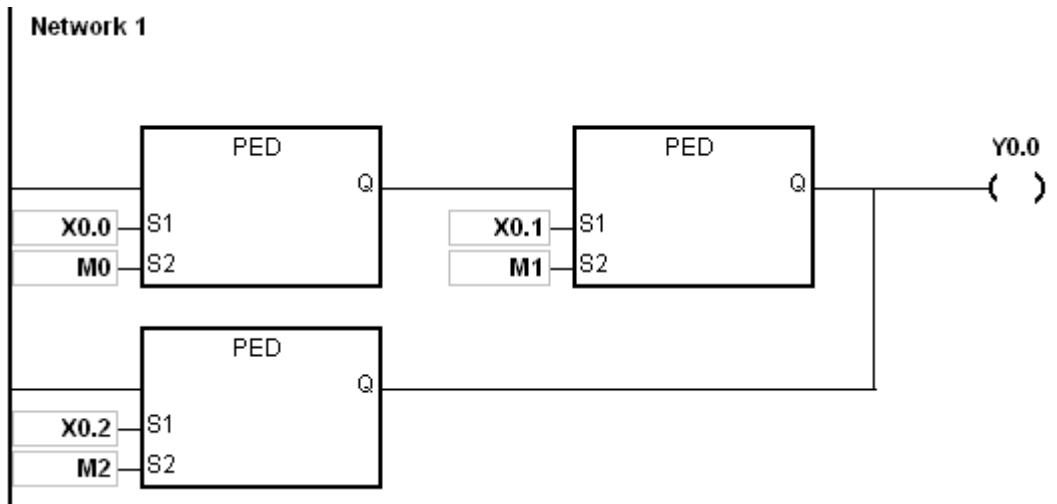 Network 1
PED PED Y0.0
Q Q ( )
X0.0 S1 X0.1 S1
M0 S2 M1 S2
PED
Q
X0.2 S1
M2 S2